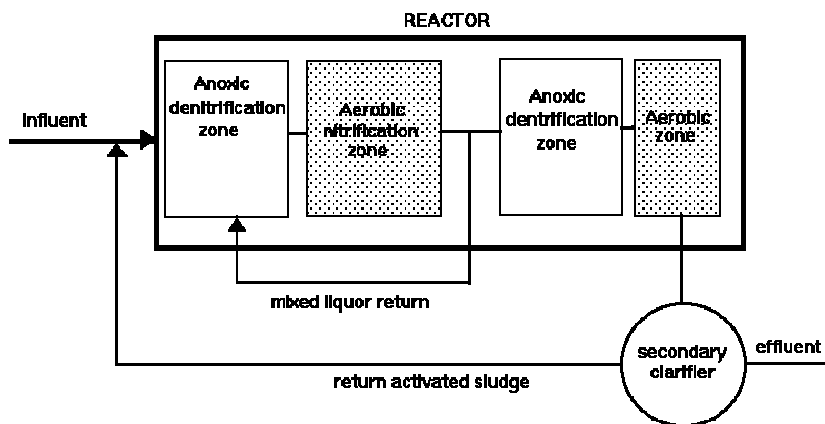 REACTOR
Influent
Anoxic
denitrification
zone
Aerobic
nitrification
zone
Anoxic
dentrification
zone
Aerobic
zone
mixed liquor return
secondary
clarifier
effluent
return activated sludge